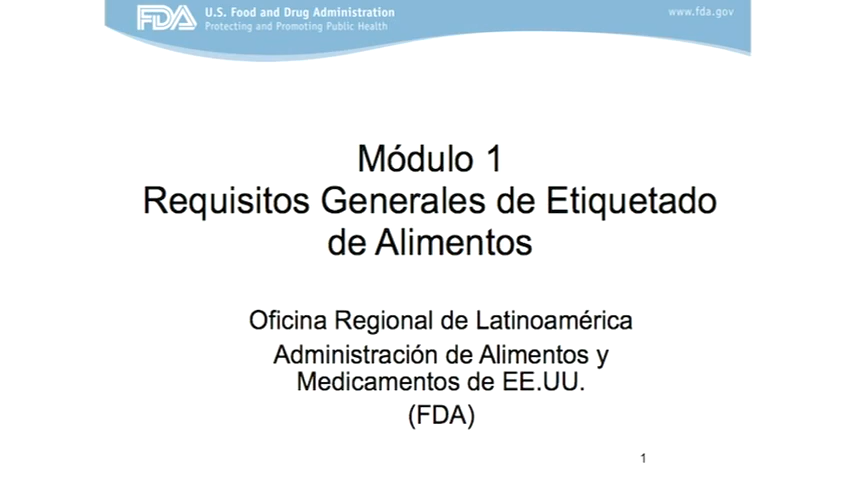 FDA U.S. Food and Drug Administration
Protecting and Promoting Public Health
www.fda.gov
Módulo 1
Requisitos Generales de Etiquetado
de Alimentos
Oficina Regional de Latinoamérica
Administración de Alimentos y
Medicamentos de EE.UU.
(FDA)
1